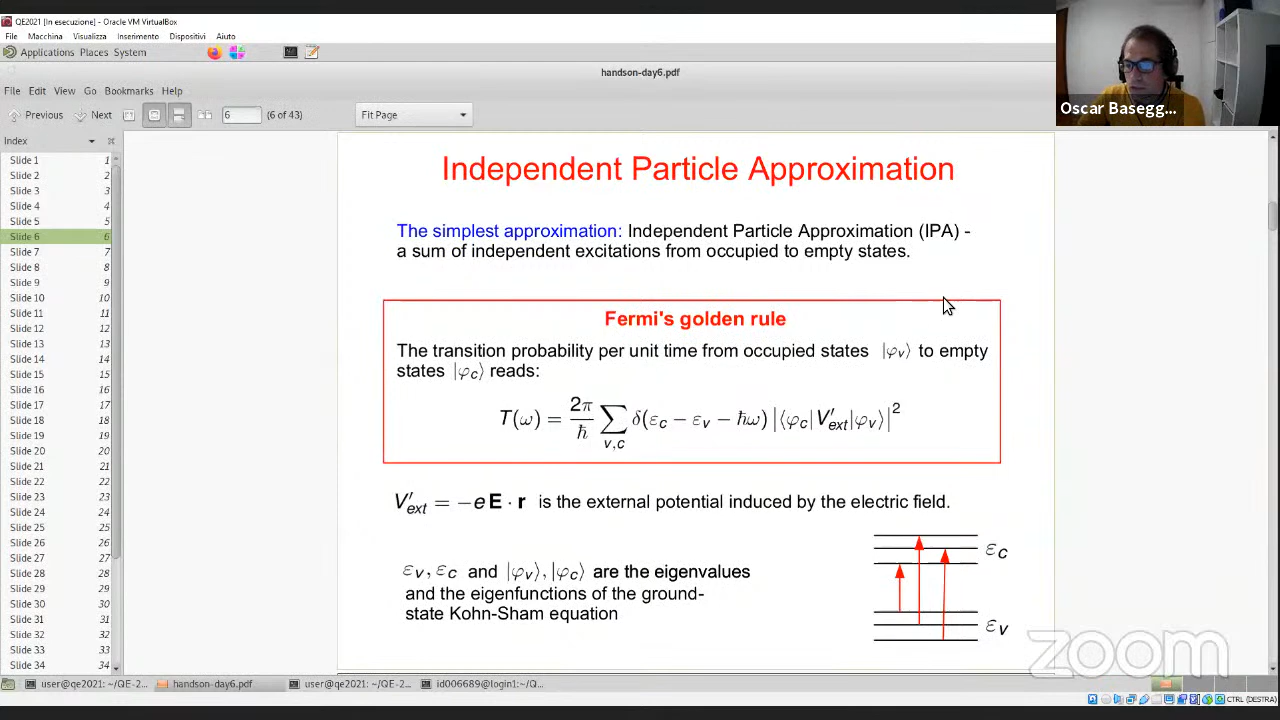 QE2021 [In esecuzione] - Oracle VM VirtualBox
File Macchina Visualizza Inserimento Dispositivi Aiuto
Applications Places System
handson-day6.pdf
File Edit View Go Bookmarks Help
Previous Next 6 (6 of 43) Fit Page
Index
Slide 1 1
Slide 2 2
Slide 3 3
Slide 4 4
Slide 5 5
Slide 6 6
Slide 7 7
Slide 8 8
Slide 9 9
Slide 10 10
Slide 11 11
Slide 12 12
Slide 13 13
Slide 14 14
Slide 15 15
Slide 16 16
Slide 17 17
Slide 18 18
Slide 19 19
Slide 20 20
Slide 21 21
Slide 22 22
Slide 23 23
Slide 24 24
Slide 25 25
Slide 26 26
Slide 27 27
Slide 28 28
Slide 29 29
Slide 30 30
Slide 31 31
Slide 32 32
Slide 33 33
Slide 34 34
Oscar Basegg...
Independent Particle Approximation
The simplest approximation: Independent Particle Approximation (IPA) -
a sum of independent excitations from occupied to empty states.
Fermi's golden rule
The transition probability per unit time from occupied states |φv⟩ to empty
states |φc⟩ reads:
T(ω) = 2π/ħ ∑v,c δ(εc − εv − ħω) |⟨φc|V′ext|φv⟩|²
V′ext = −e E · r is the external potential induced by the electric field.
εv, εc and |φv⟩, |φc⟩ are the eigenvalues
and the eigenfunctions of the ground-
state Kohn-Sham equation
εc
εv
zoom
user@qe2021: ~/QE-2... handson-day6.pdf user@qe2021: ~/QE-2... id006689@login1:~/Q...
CTRL (DESTRA)